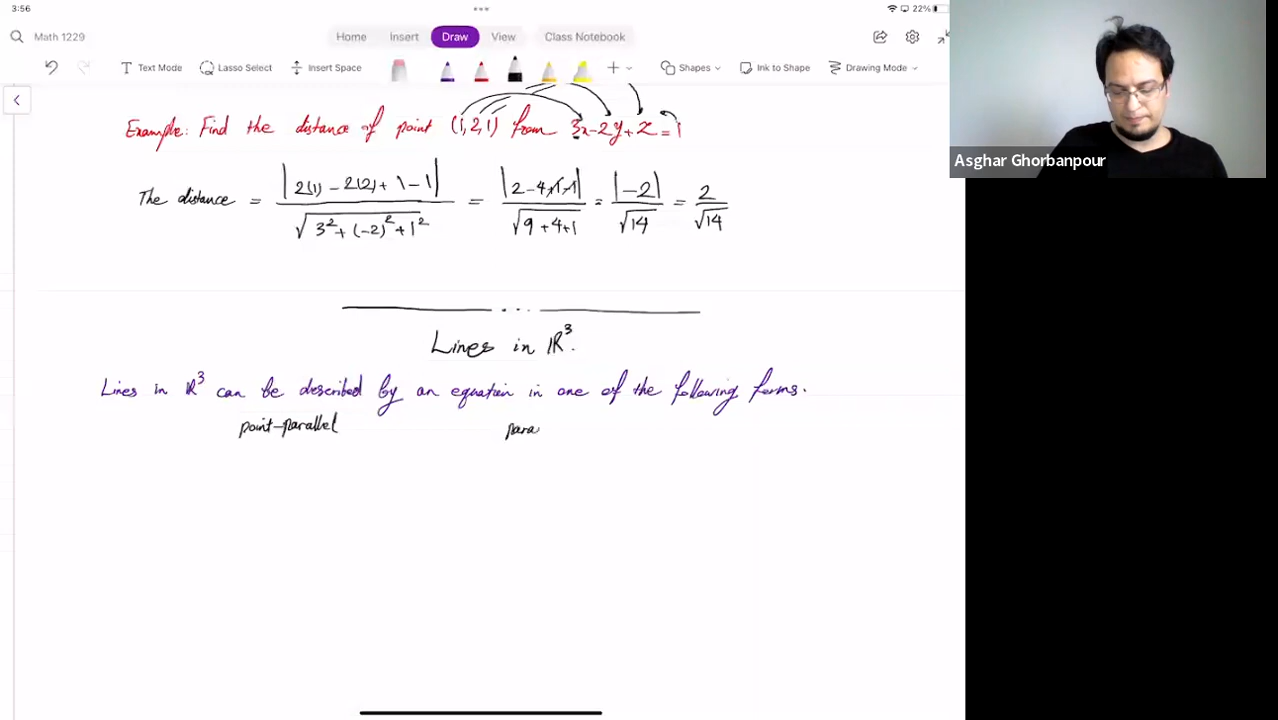 3:56
22%
Math 1229
Home Insert Draw View Class Notebook
Text Mode Lasso Select Insert Space Shapes Ink to Shape Drawing Mode
Example: Find the distance of point (1,2,1) from 3x-2y+z=1
The distance = |2(1) - 2(2) + 1 - 1| / √(3² + (-2)² + 1²) = |2-4+1-1| / √(9+4+1) = |-2| / √14 = 2 / √14
Lines in ℝ³.
Lines in ℝ³ can be described by an equation in one of the following forms.
point-parallel para
Asghar Ghorbanpour